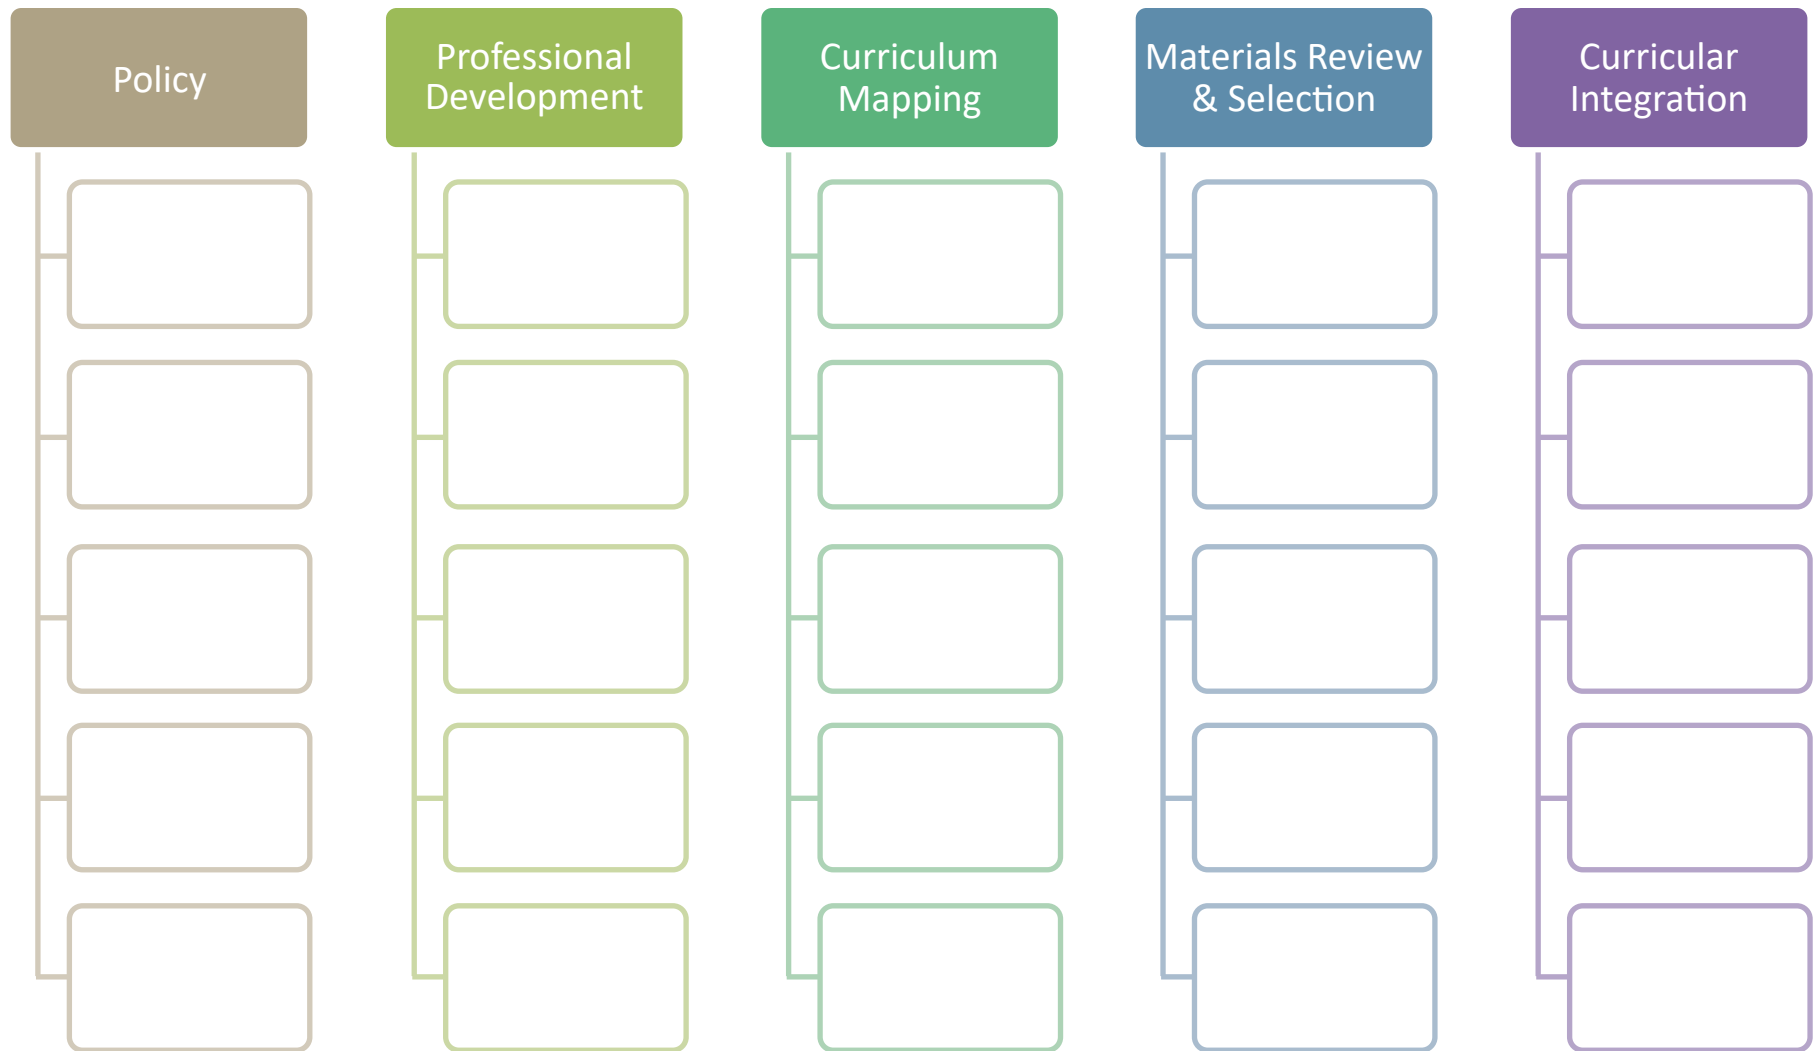 Policy
Professional
Development
Curriculum
Mapping
Materials Review
& Selection
Curricular
Integration